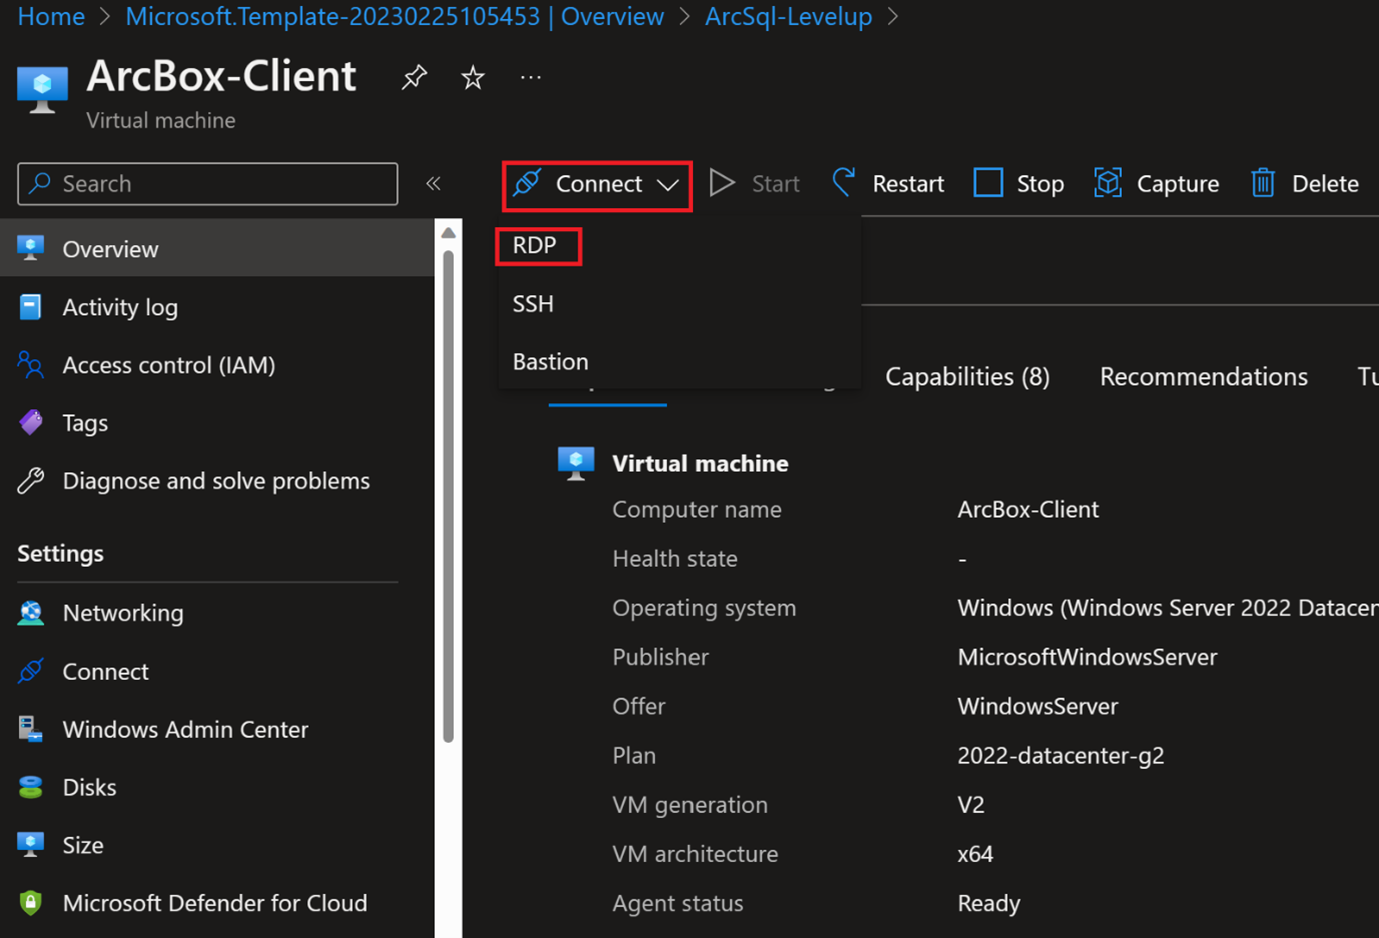 Home > Microsoft.Template-20230225105453 | Overview > ArcSql-Levelup >
ArcBox-Client
Virtual machine
Search
Connect
Start
Restart
Stop
Capture
Delete
RDP
SSH
Bastion
Overview
Activity log
Access control (IAM)
Tags
Diagnose and solve problems
Settings
Networking
Connect
Windows Admin Center
Disks
Size
Microsoft Defender for Cloud
Capabilities (8)
Recommendations
Tu
Virtual machine
Computer name ArcBox-Client
Health state -
Operating system Windows (Windows Server 2022 Datacen
Publisher MicrosoftWindowsServer
Offer WindowsServer
Plan 2022-datacenter-g2
VM generation V2
VM architecture x64
Agent status Ready